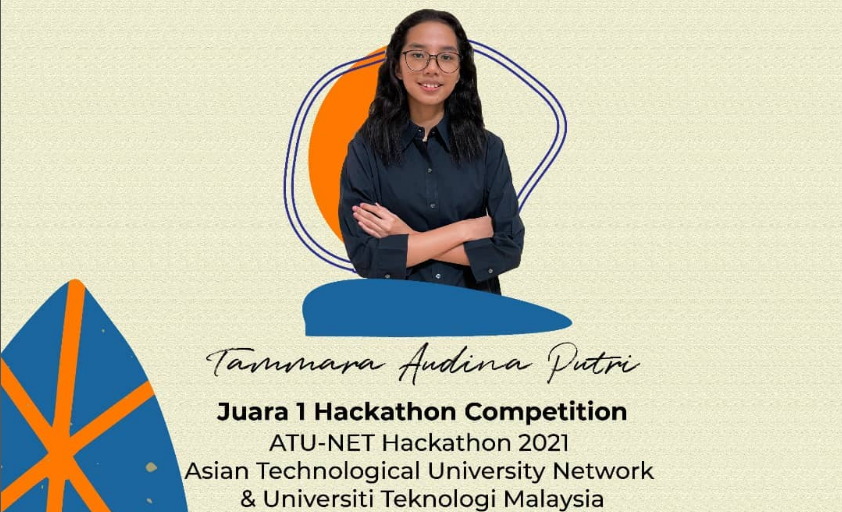 Tammara Audina Putri
Juara 1 Hackathon Competition
ATU-NET Hackathon 2021
Asian Technological University Network
& Universiti Teknologi Malaysia